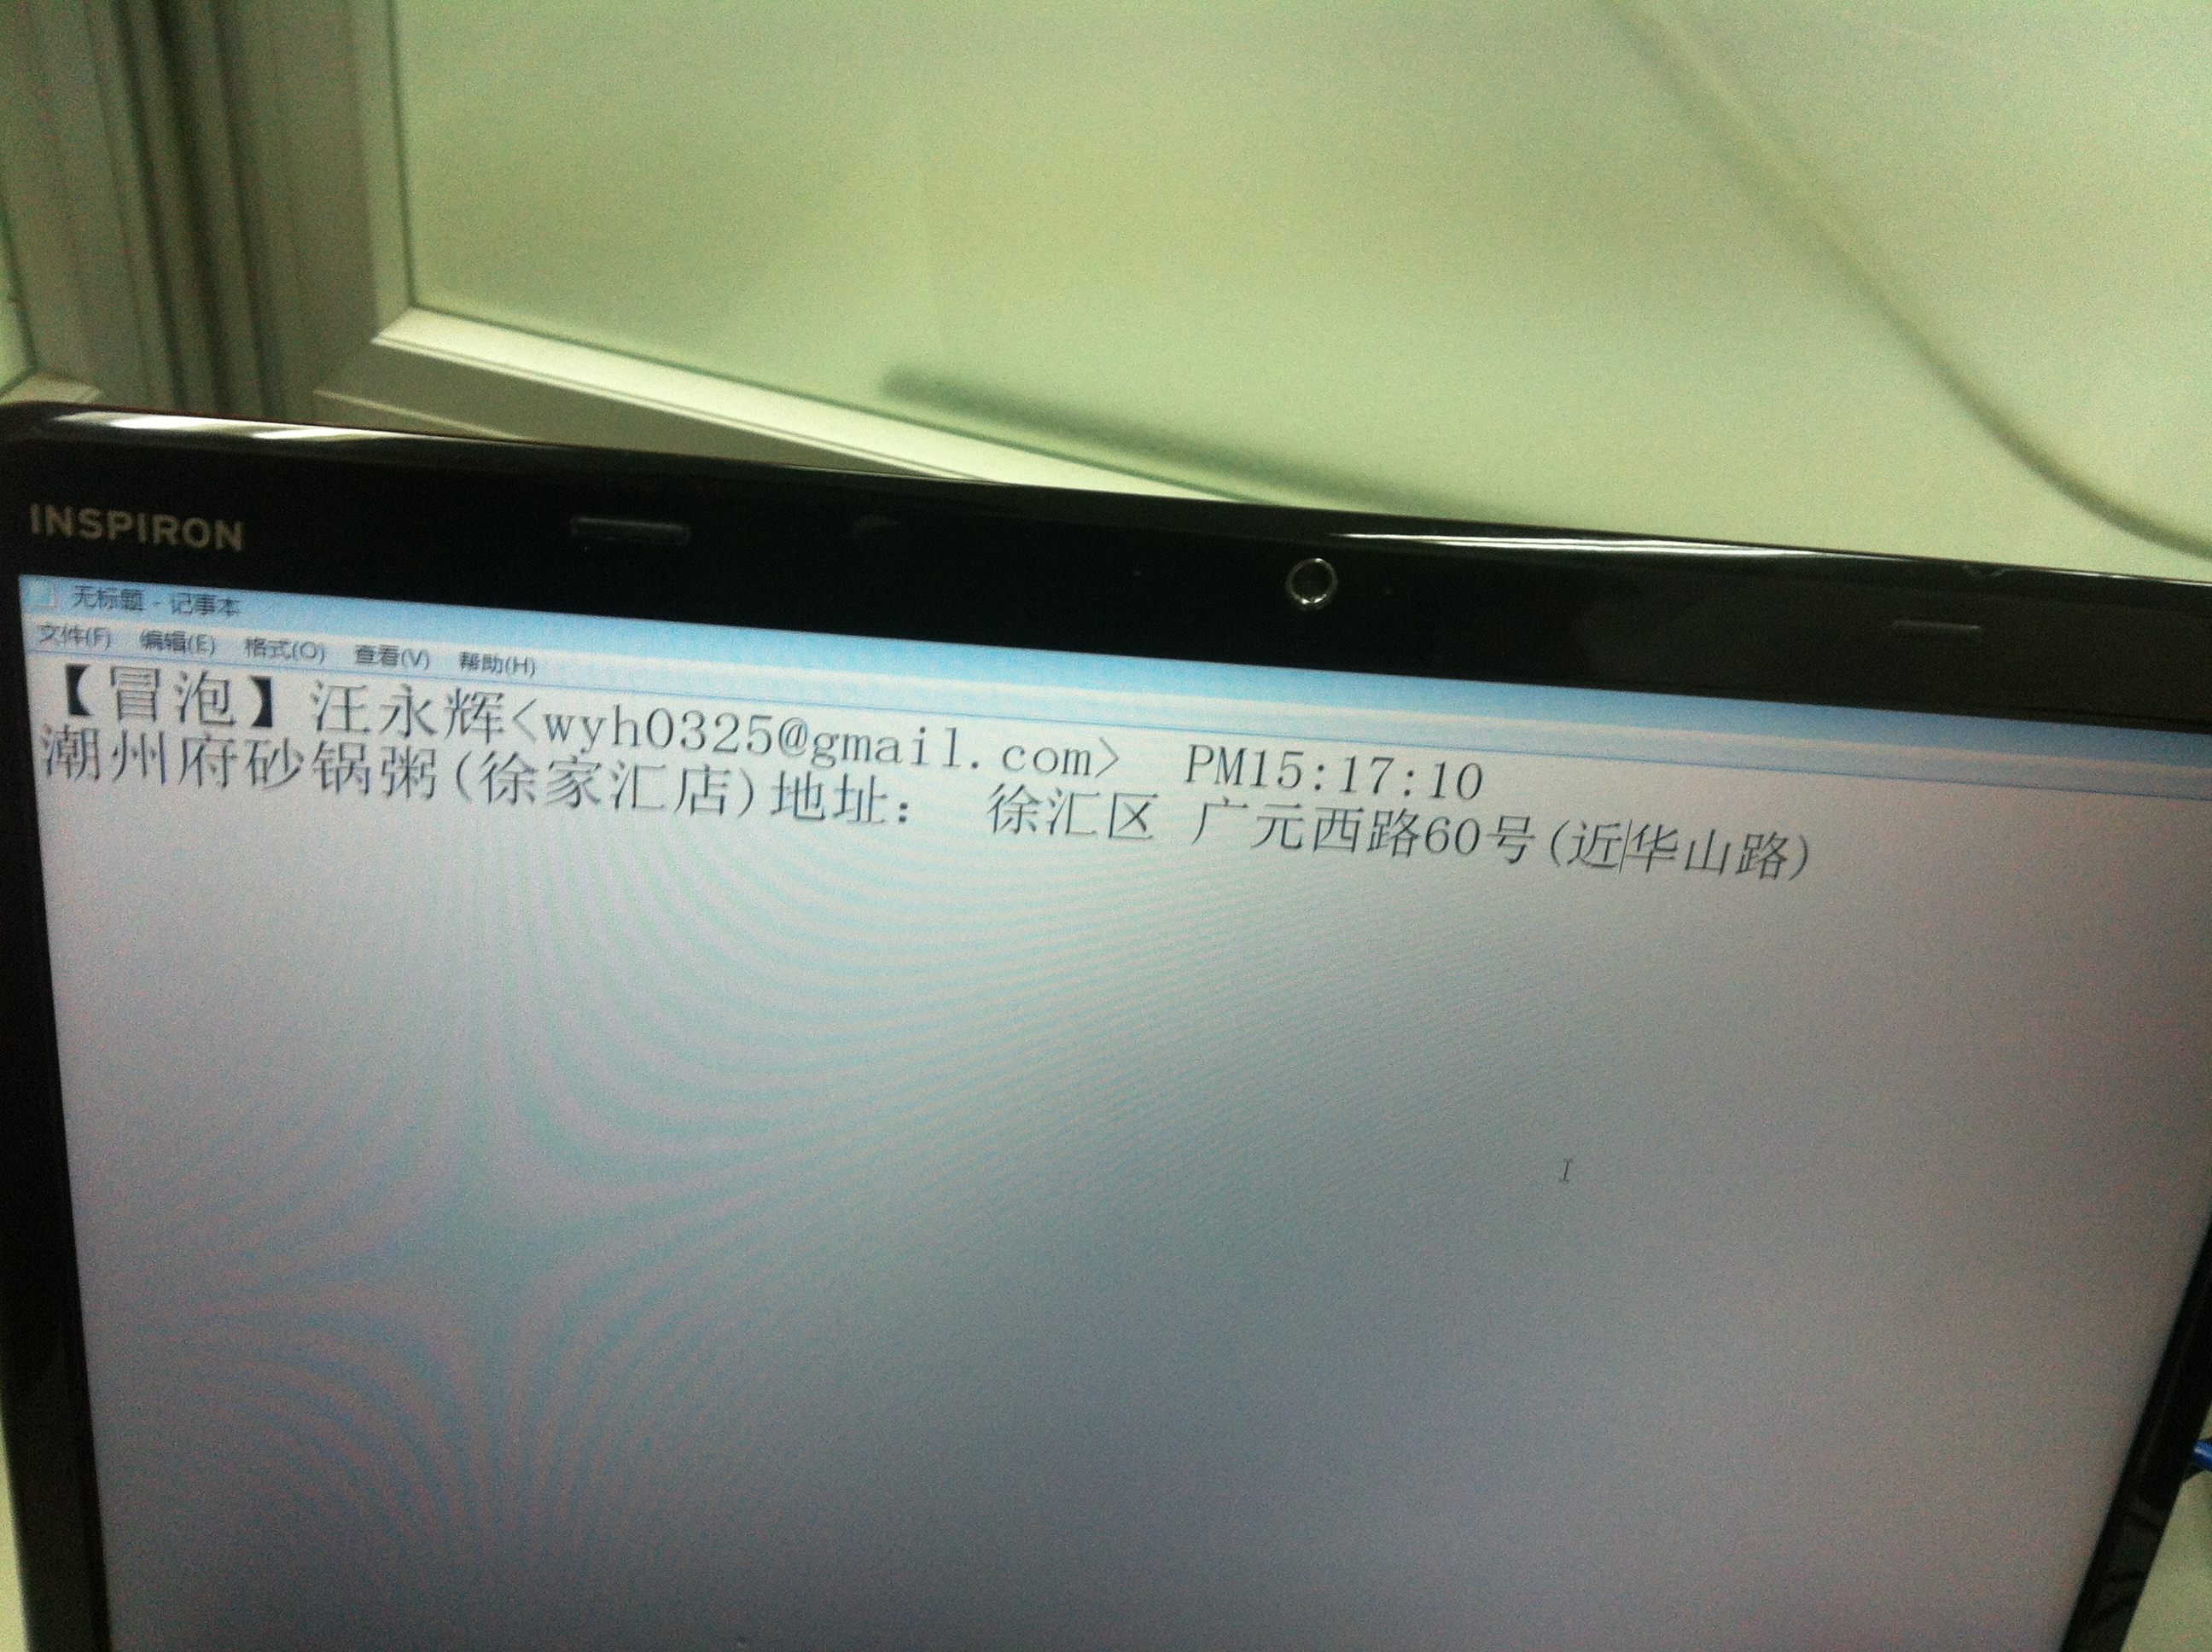 INSPIRON
无标题 - 记事本
文件(F) 编辑(E) 格式(O) 查看(V) 帮助(H)
【冒泡】汪永辉<wyh0325@gmail.com> PM15:17:10
潮州府砂锅粥(徐家汇店)地址： 徐汇区 广元西路60号(近华山路)